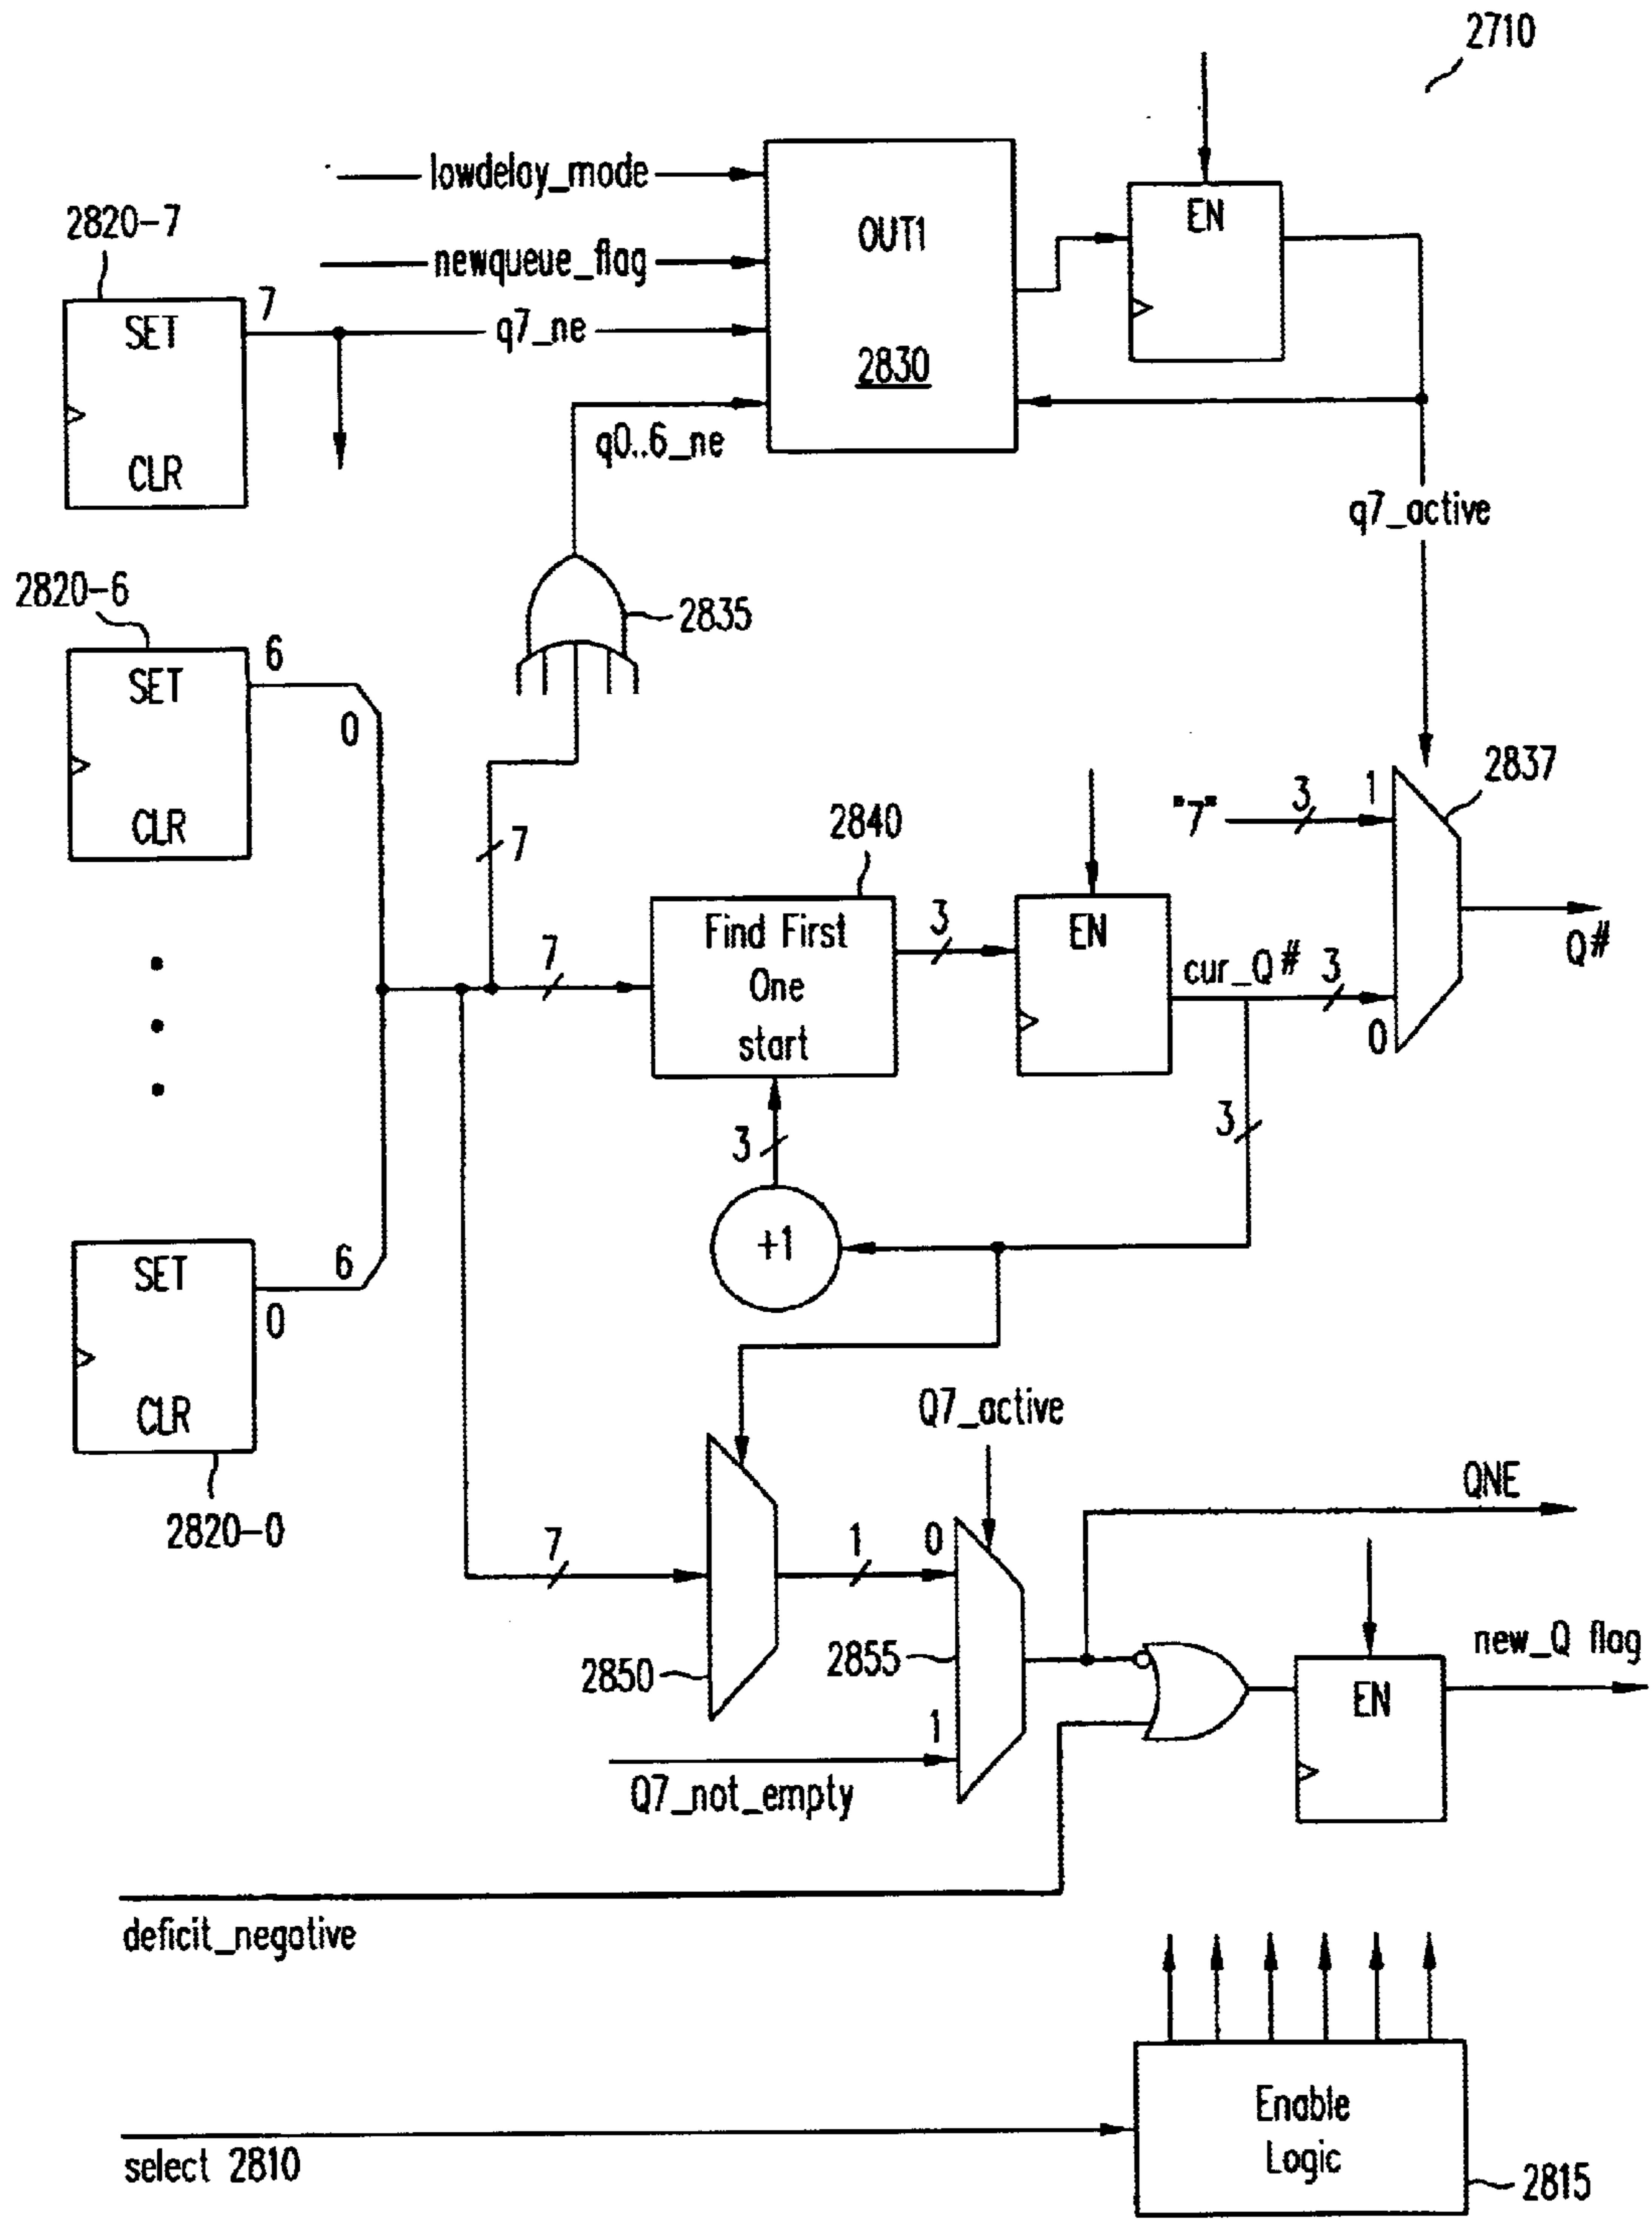 2710
lowdelay_mode
newqueue_flag
q7_ne
q0..6_ne
OUT1
2830
EN
2820-7
SET
CLR
7
q7_active
2820-6
SET
CLR
6
0
2835
7
7
2840
Find First
One
start
3
EN
cur_Q#
3
"7"
3
1
0
2837
Q#
3
3
+1
SET
CLR
6
0
2820-0
7
2850
1
0
Q7_active
2855
1
Q7_not_empty
QNE
EN
new_Q flag
deficit_negative
select 2810
Enable
Logic
2815